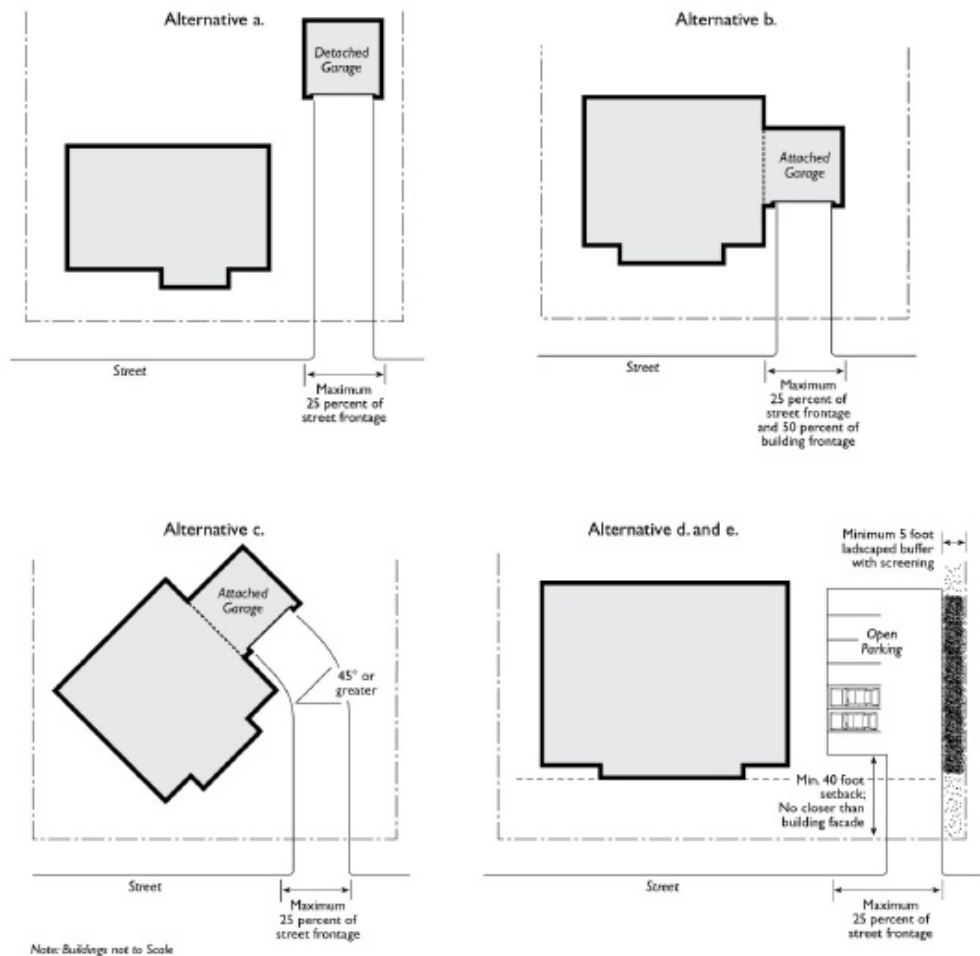 Alternative a.
Detached
Garage
Street
Maximum
25 percent of
street frontage
Alternative b.
Attached
Garage
Street
Maximum
25 percent of
street frontage
and 50 percent of
building frontage
Alternative c.
Attached
Garage
45° or
greater
Street
Maximum
25 percent of
street frontage
Note: Buildings not to Scale
Alternative d. and e.
Minimum 5 foot
ladscaped buffer
with screening
Open
Parking
Min. 40 foot
setback;
No closer than
building facade
Street
Maximum
25 percent of
street frontage